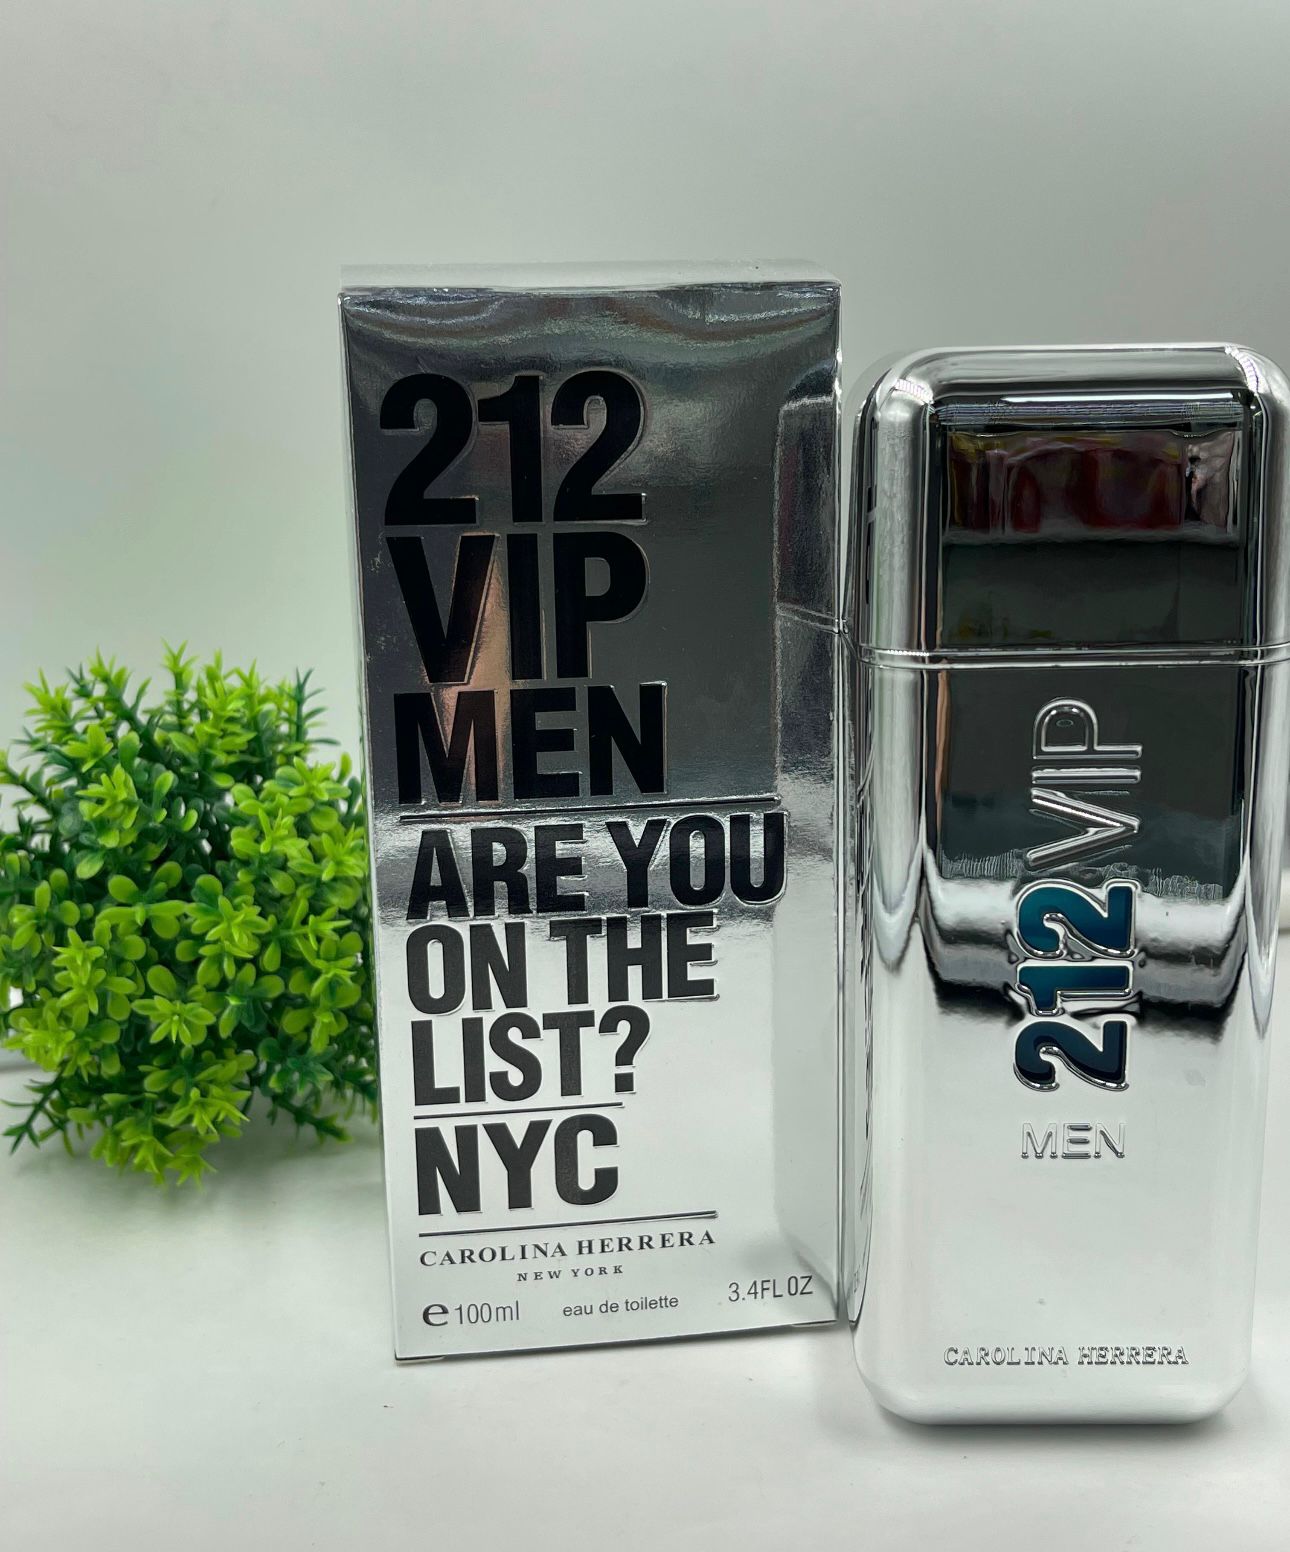 212
VIP
MEN
ARE YOU
ON THE
LIST?
NYC
CAROLINA HERRERA
NEW YORK
e 100ml eau de toilette 3.4FL OZ
212 VIP
MEN
CAROLINA HERRERA